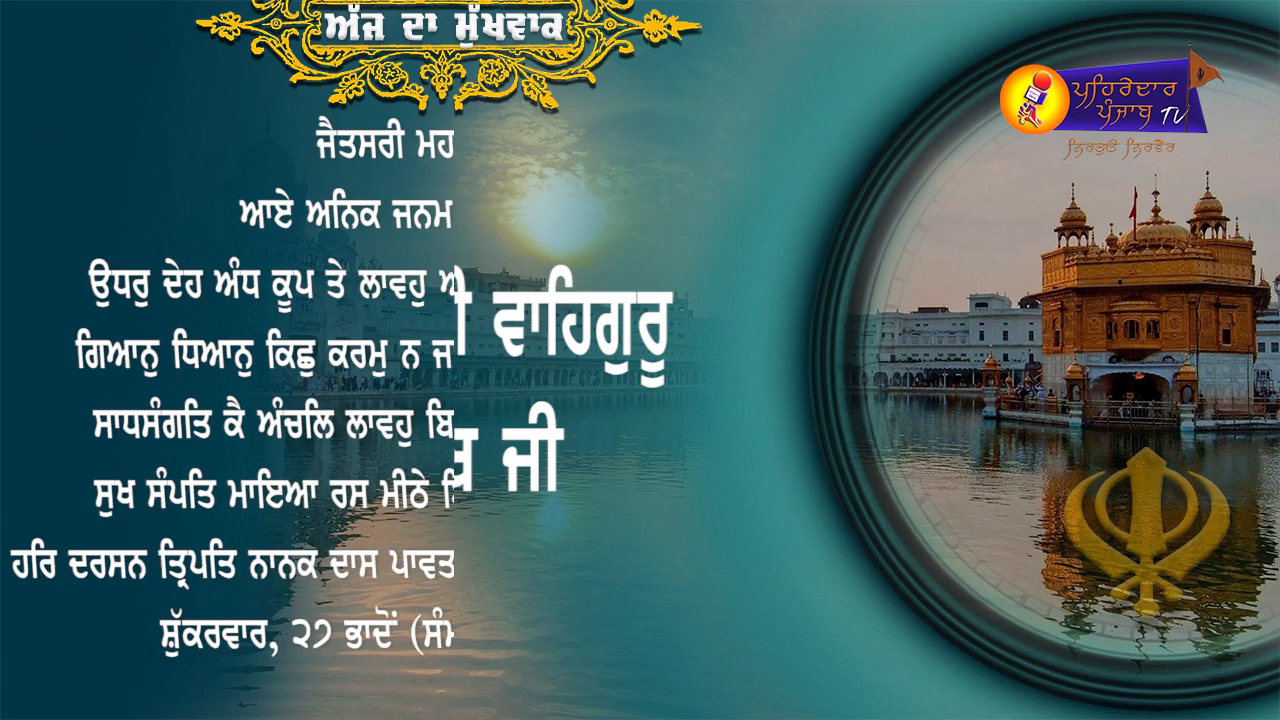 ਅੱਜ ਦਾ ਮੁੱਖਵਾਕ
ਪਹਿਰੇਦਾਰ
ਪੰਜਾਬ TV
ਨਿਰਭਉ ਨਿਰਵੈਰ
ਜੈਤਸਰੀ ਮਹ
ਆਏ ਅਨਿਕ ਜਨਮ
ਉਧਰੁ ਦੇਹ ਅੰਧ ਕੂਪ ਤੇ ਲਾਵਹੁ
ਗਿਆਨੁ ਧਿਆਨੁ ਕਿਛੁ ਕਰਮੁ ਨ ਜ
ਸਾਧਸੰਗਤਿ ਕੈ ਅੰਚਲਿ ਲਾਵਹੁ ਬਿ
ਸੁਖ ਸੰਪਤਿ ਮਾਇਆ ਰਸ ਮੀਠੇ
ਹਰਿ ਦਰਸਨ ਤ੍ਰਿਪਤਿ ਨਾਨਕ ਦਾਸ ਪਾਵਤ
ਸ਼ੁੱਕਰਵਾਰ, ੨੭ ਭਾਦੋਂ (ਸੰ
ਵਾਹਿਗੁਰੂ
ਜੀ